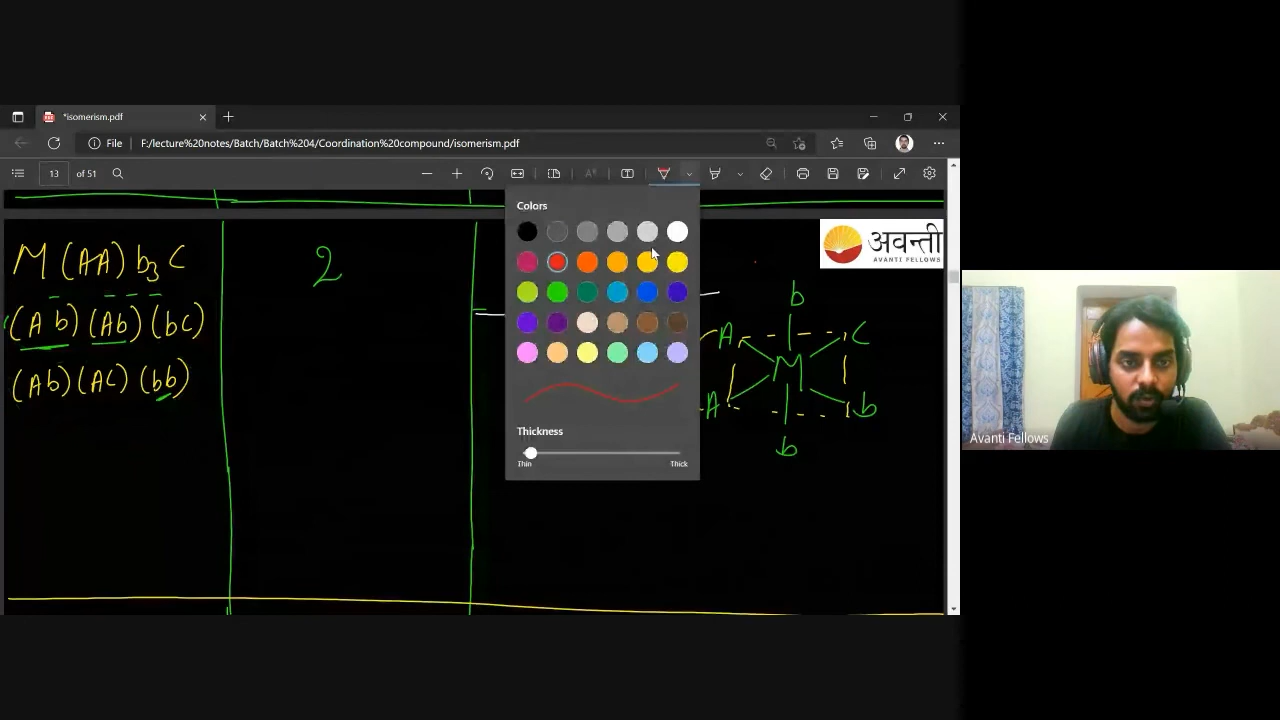 *isomerism.pdf
File F:/lecture%20notes/Batch/Batch%204/Coordination%20compound/isomerism.pdf
13 of 51
Colors
Thickness
Thin Thick
M (AA) b3 C
(A b) (Ab) (bC)
(Ab) (AC) (bb)
2
अवन्ती
AVANTI FELLOWS
b
A C
M
A b
b
Avanti Fellows